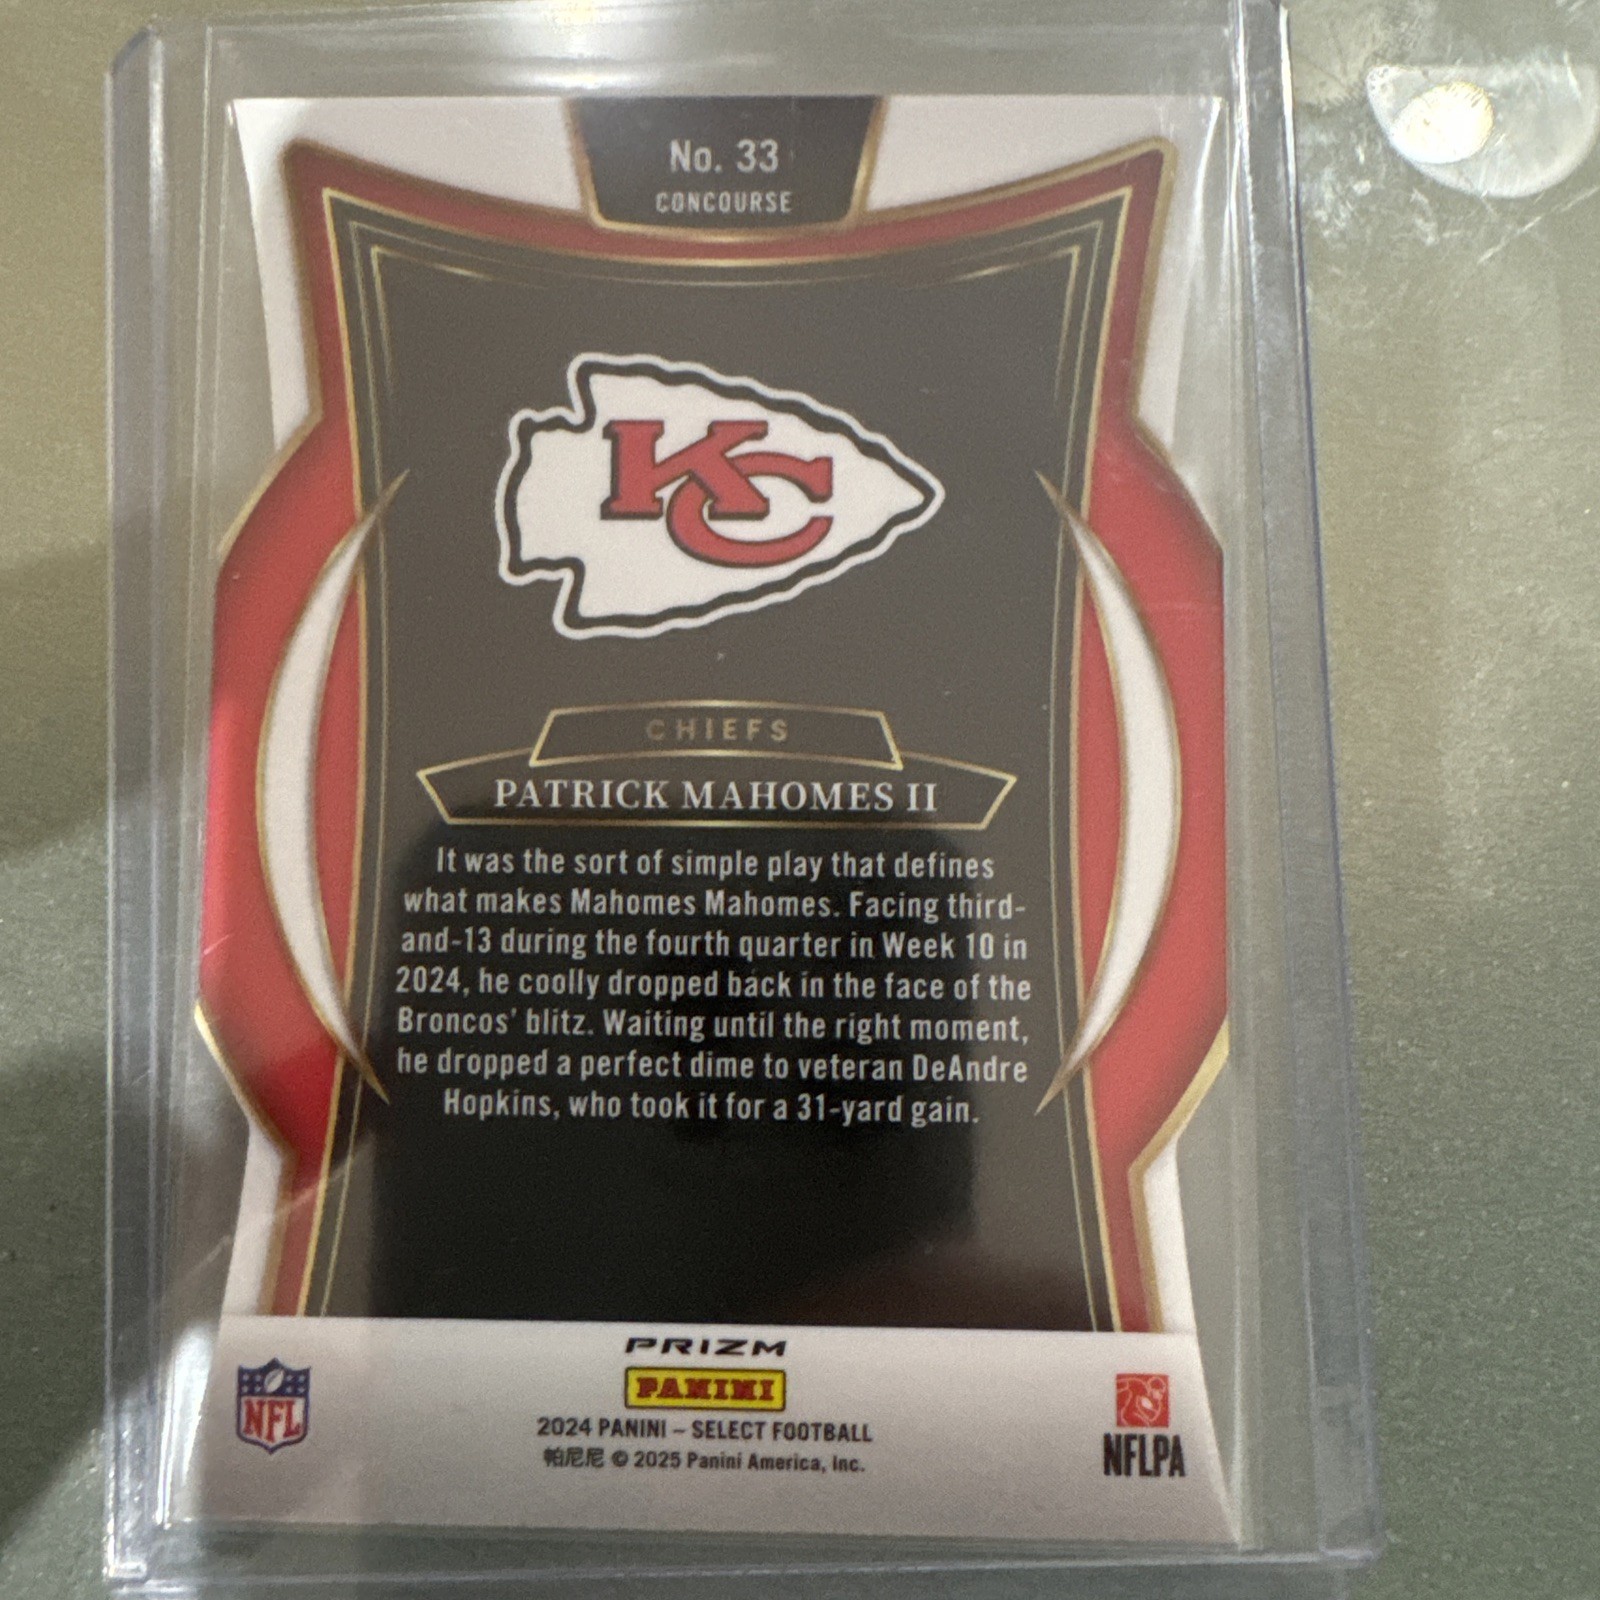 No. 33
CONCOURSE
KC
CHIEFS
PATRICK MAHOMES II
It was the sort of simple play that defines
what makes Mahomes Mahomes. Facing third-
and-13 during the fourth quarter in Week 10 in
2024, he coolly dropped back in the face of the
Broncos' blitz. Waiting until the right moment,
he dropped a perfect dime to veteran DeAndre
Hopkins, who took it for a 31-yard gain.
PRIZM
PANINI
NFL
2024 PANINI – SELECT FOOTBALL
帕尼尼 © 2025 Panini America, Inc.
NFLPA